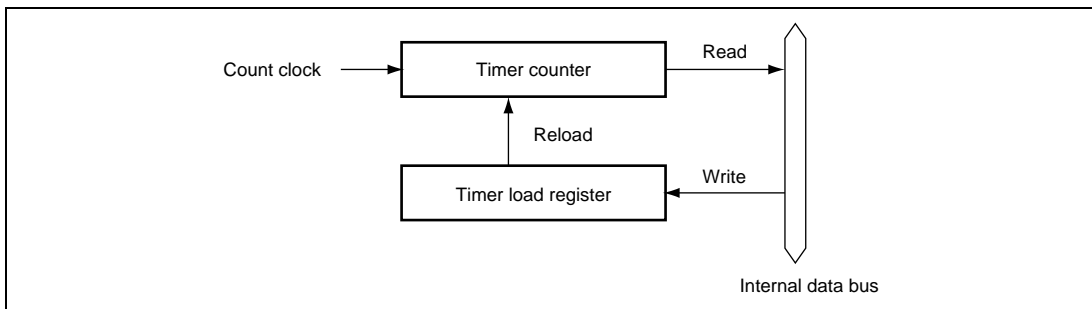 Count clock
Timer counter
Read
Reload
Timer load register
Write
Internal data bus